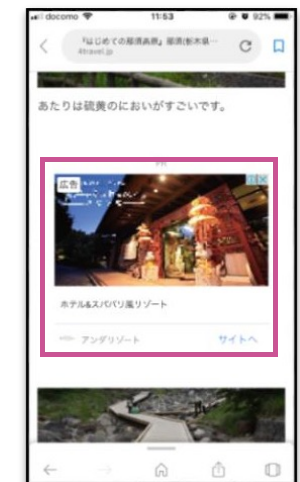 docomo 11:53 92%
『はじめての那須高原』那須(栃木県…
4travel.jp
あたりは硫黄のにおいがすごいです。
PR
広告
ホテル&スパバリ風リゾート
アンダリゾート サイトへ